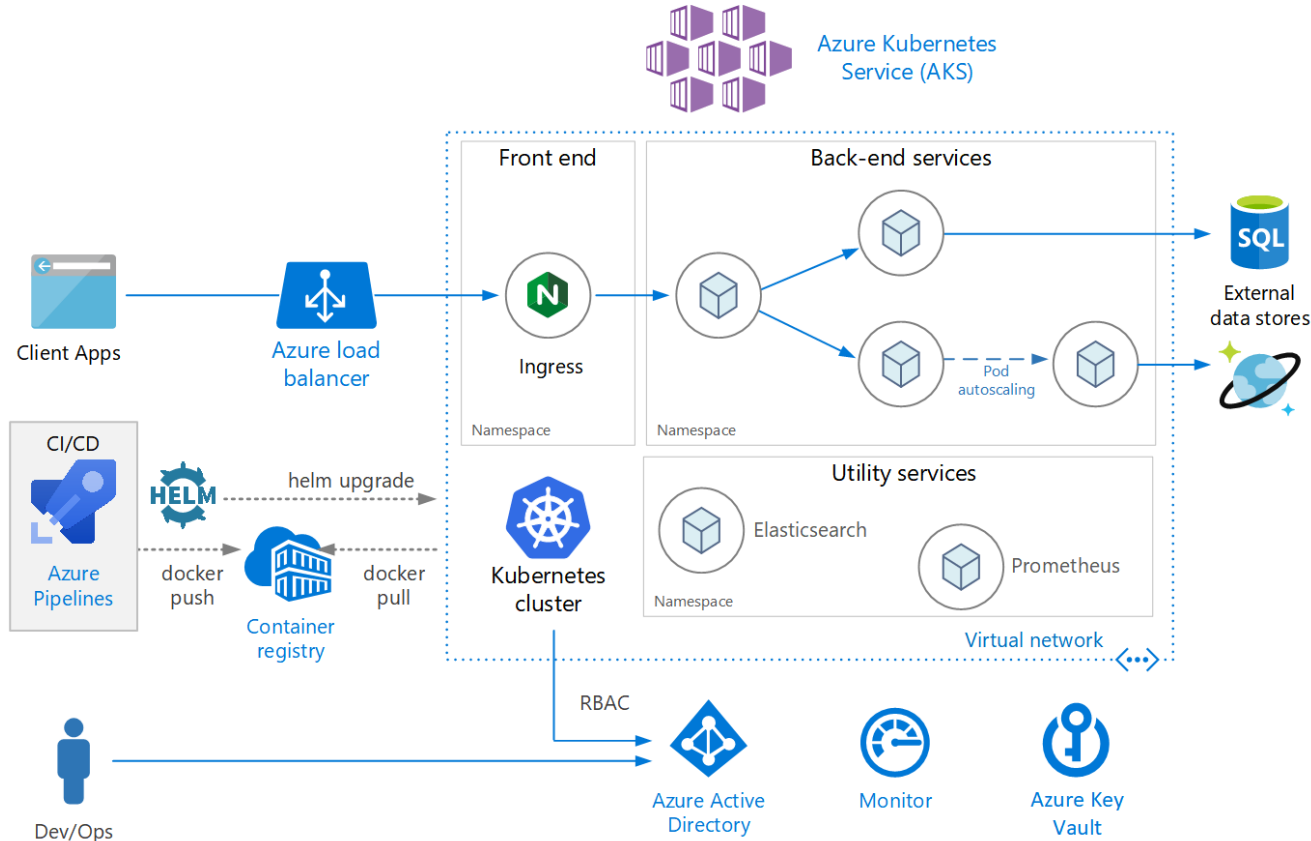 Azure Kubernetes
Service (AKS)
Front end
Back-end services
SQL
External
data stores
Client Apps
Azure load
balancer
N
Ingress
Pod
autoscaling
Namespace
Namespace
CI/CD
HELM
helm upgrade
Azure
Pipelines
docker
push
docker
pull
Container
registry
Kubernetes
cluster
Utility services
Elasticsearch
Prometheus
Namespace
Virtual network
RBAC
Dev/Ops
Azure Active
Directory
Monitor
Azure Key
Vault